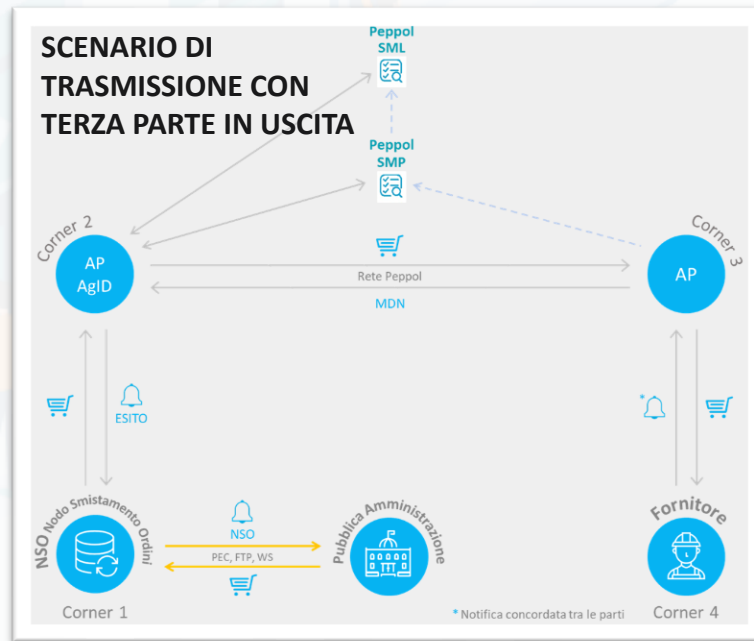 SCENARIO DI
TRASMISSIONE CON
TERZA PARTE IN USCITA
Peppol
SML
Peppol
SMP
Corner 2
AP
AgID
Rete Peppol
MDN
Corner 3
AP
ESITO
*
NSO Nodo Smistamento Ordini
NSO
PEC, FTP, WS
Pubblica Amministrazione
Fornitore
Corner 1
* Notifica concordata tra le parti
Corner 4